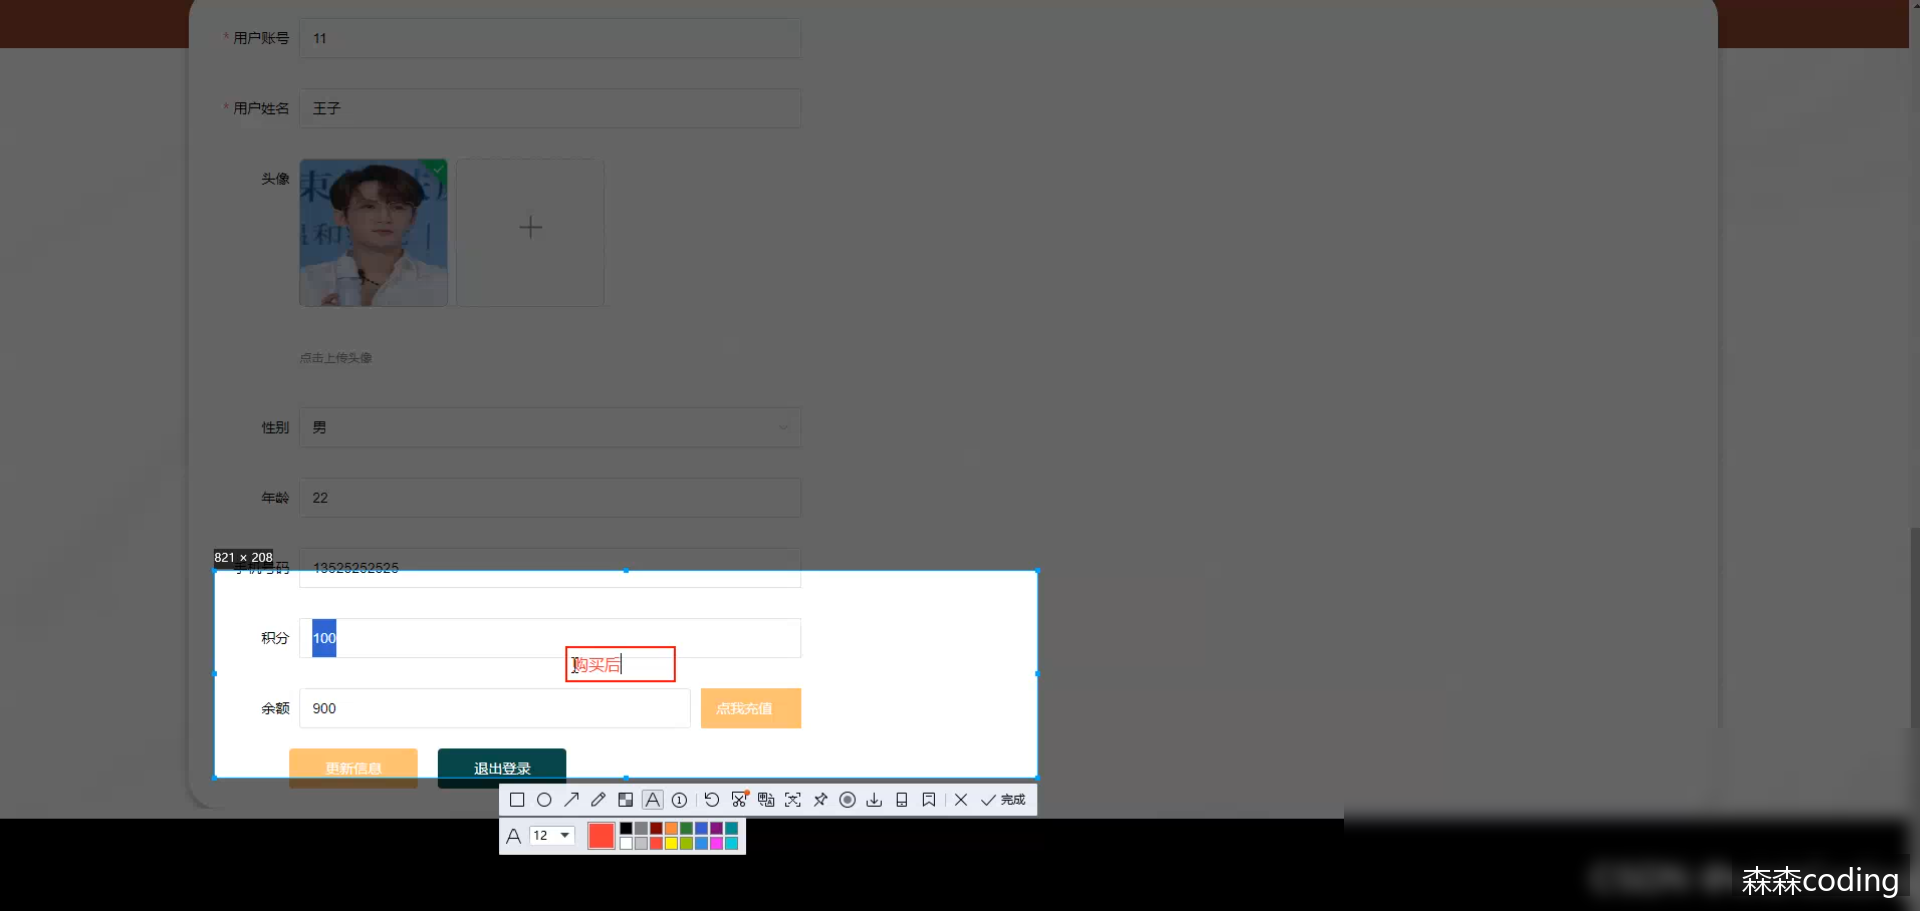 * 用户账号 11
* 用户姓名 王子
头像
点击上传头像
性别 男
年龄 22
821 × 208
手机号码 13525252525
积分 100
购买后
余额 900 点我充值
更新信息 退出登录
完成
A 12
森森coding